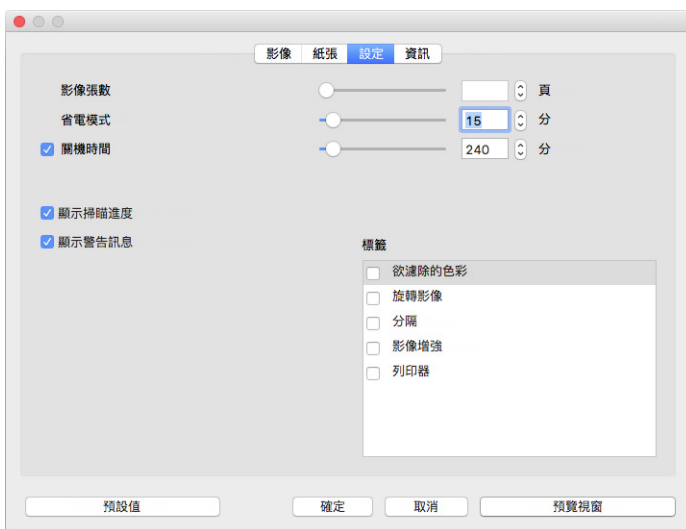 影像 紙張 設定 資訊
影像張數 頁
省電模式 15 分
關機時間 240 分
顯示掃瞄進度
顯示警告訊息
標籤
欲濾除的色彩
旋轉影像
分隔
影像增強
列印器
預設值 確定 取消 預覽視窗